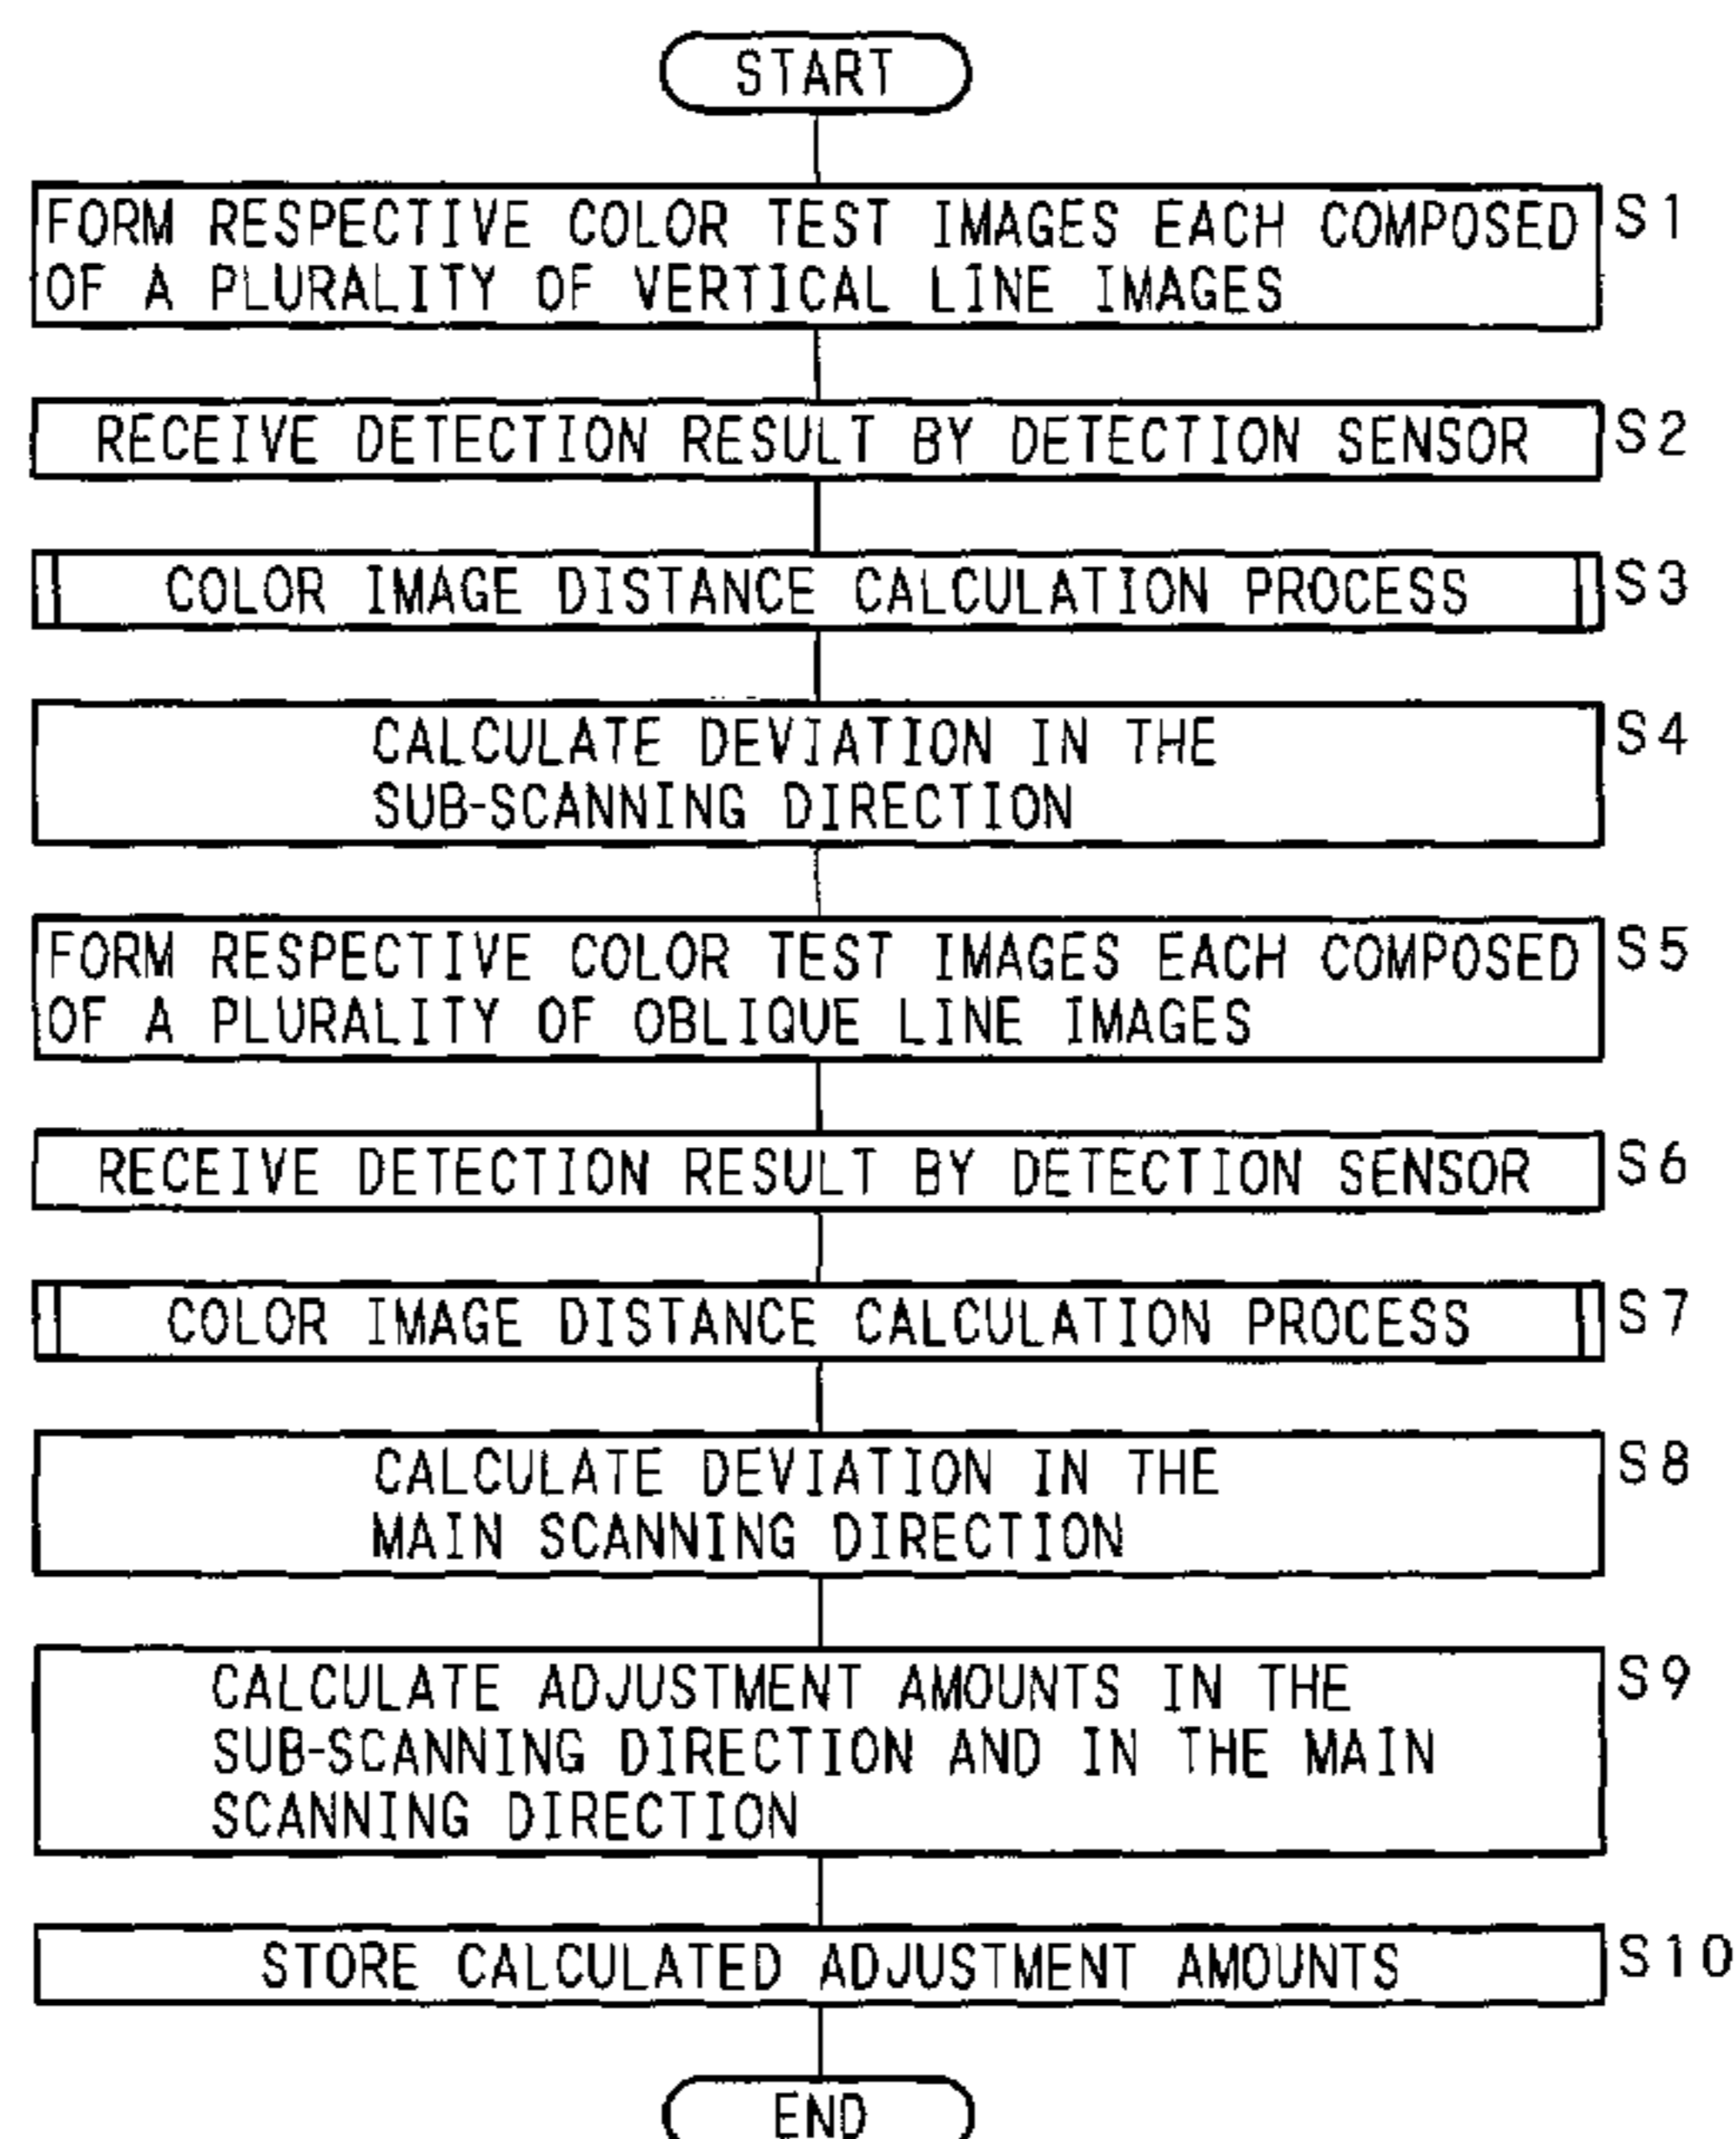 START
FORM RESPECTIVE COLOR TEST IMAGES EACH COMPOSED S1
OF A PLURALITY OF VERTICAL LINE IMAGES
RECEIVE DETECTION RESULT BY DETECTION SENSOR S2
COLOR IMAGE DISTANCE CALCULATION PROCESS S3
CALCULATE DEVIATION IN THE S4
SUB-SCANNING DIRECTION
FORM RESPECTIVE COLOR TEST IMAGES EACH COMPOSED S5
OF A PLURALITY OF OBLIQUE LINE IMAGES
RECEIVE DETECTION RESULT BY DETECTION SENSOR S6
COLOR IMAGE DISTANCE CALCULATION PROCESS S7
CALCULATE DEVIATION IN THE S8
MAIN SCANNING DIRECTION
CALCULATE ADJUSTMENT AMOUNTS IN THE S9
SUB-SCANNING DIRECTION AND IN THE MAIN
SCANNING DIRECTION
STORE CALCULATED ADJUSTMENT AMOUNTS S10
END